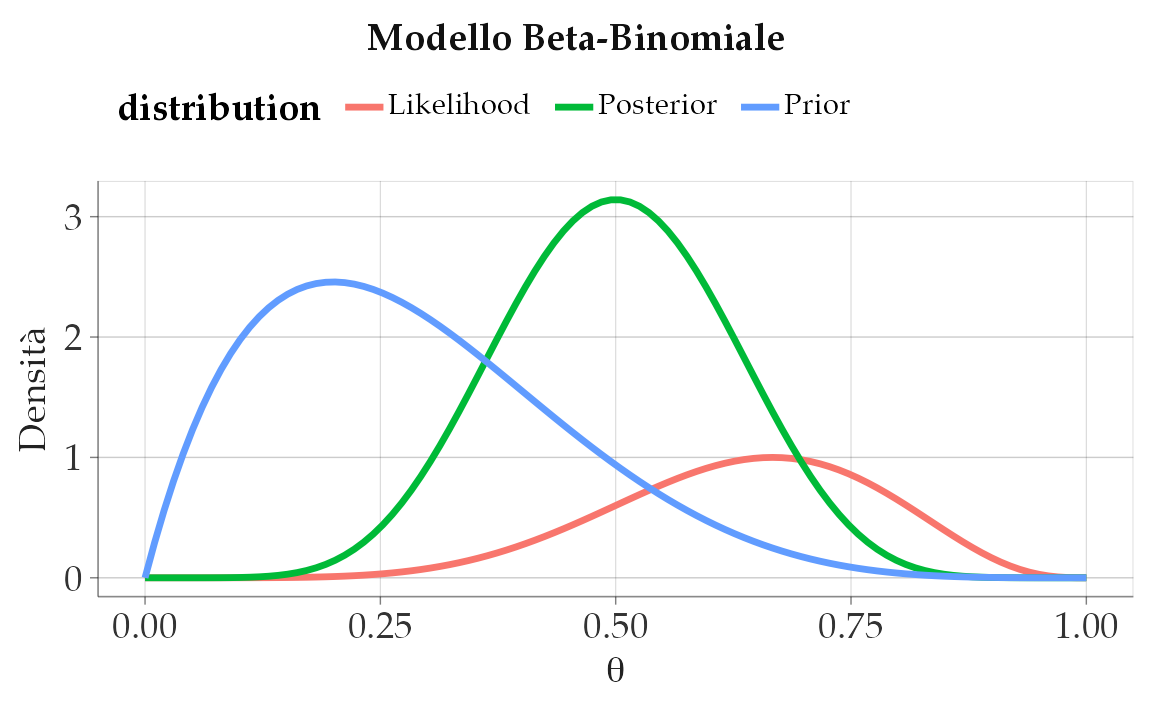 Modello Beta-Binomiale
distribution Likelihood Posterior Prior
Densità
3
2
1
0
0.00 0.25 0.50 0.75 1.00
θ